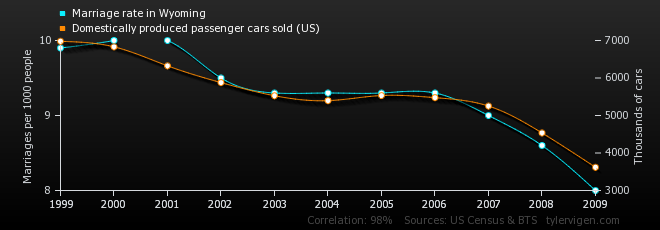 Marriage rate in Wyoming
Domestically produced passenger cars sold (US)
Marriages per 1000 people
10
9
8
7000
6000
5000
4000
3000
Thousands of cars
1999 2000 2001 2002 2003 2004 2005 2006 2007 2008 2009
Correlation: 98% Sources: US Census & BTS tylervigen.com